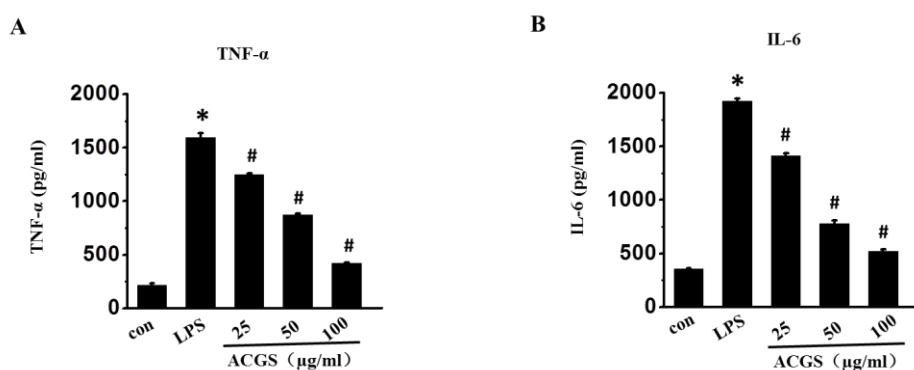 A
TNF-α
TNF-α (pg/ml)
2000
1500
1000
500
0
*
#
#
#
con
LPS
25
50
100
ACGS（μg/ml）
B
IL-6
IL-6 (pg/ml)
2000
1500
1000
500
0
*
#
#
#
con
LPS
25
50
100
ACGS（μg/ml）